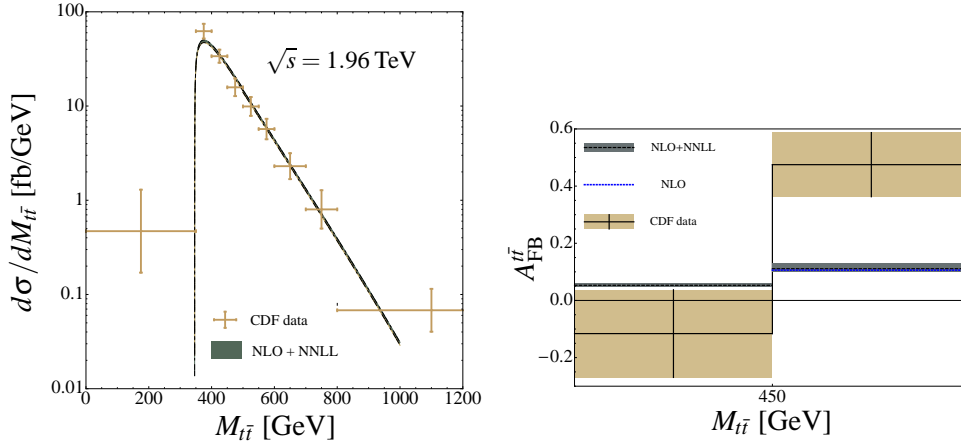 100
10
1
0.1
0.01
dσ/dM_{tt̄} [fb/GeV]
√s = 1.96 TeV
CDF data
NLO + NNLL
0 200 400 600 800 1000 1200
M_{tt̄} [GeV]
0.6
0.4
0.2
0.0
−0.2
A_{FB}^{tt̄}
NLO+NNLL
NLO
CDF data
450
M_{tt̄} [GeV]